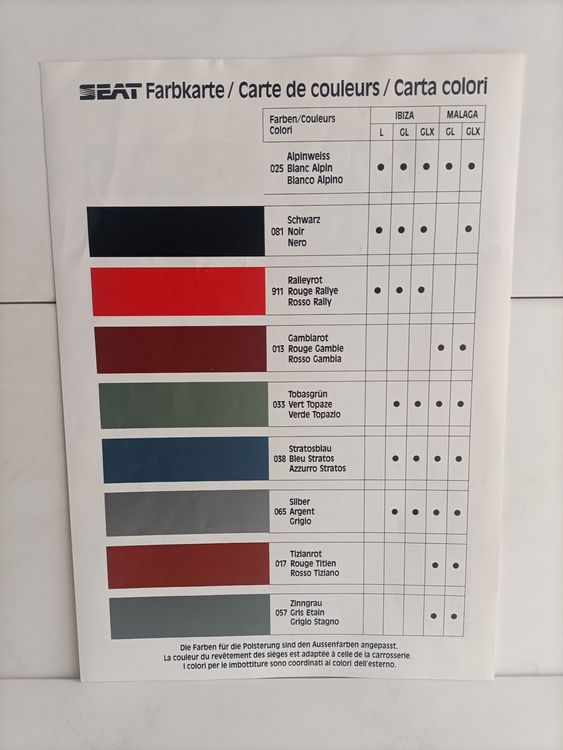 SEAT Farbkarte / Carte de couleurs / Carta colori
Farben/Couleurs
Colori
IBIZA
MALAGA
L GL GLX GL GLX
Alpinweiss
025 Blanc Alpin
Bianco Alpino
Schwarz
081 Noir
Nero
Ralleyrot
911 Rouge Rallye
Rosso Rally
Gambiarot
013 Rouge Gamble
Rosso Gambia
Tobasgrün
033 Vert Topaze
Verde Topazio
Stratosblau
038 Bleu Stratos
Azzurro Stratos
Silber
065 Argent
Grigio
Tizianrot
017 Rouge Titien
Rosso Tiziano
Zinngrau
057 Gris Etain
Grigio Stagno
Die Farben für die Polsterung sind den Aussenfarben angepasst.
La couleur du revêtement des sièges est adaptée à celle de la carrosserie.
I colori per le imbottiture sono coordinati ai colori dell'esterno.